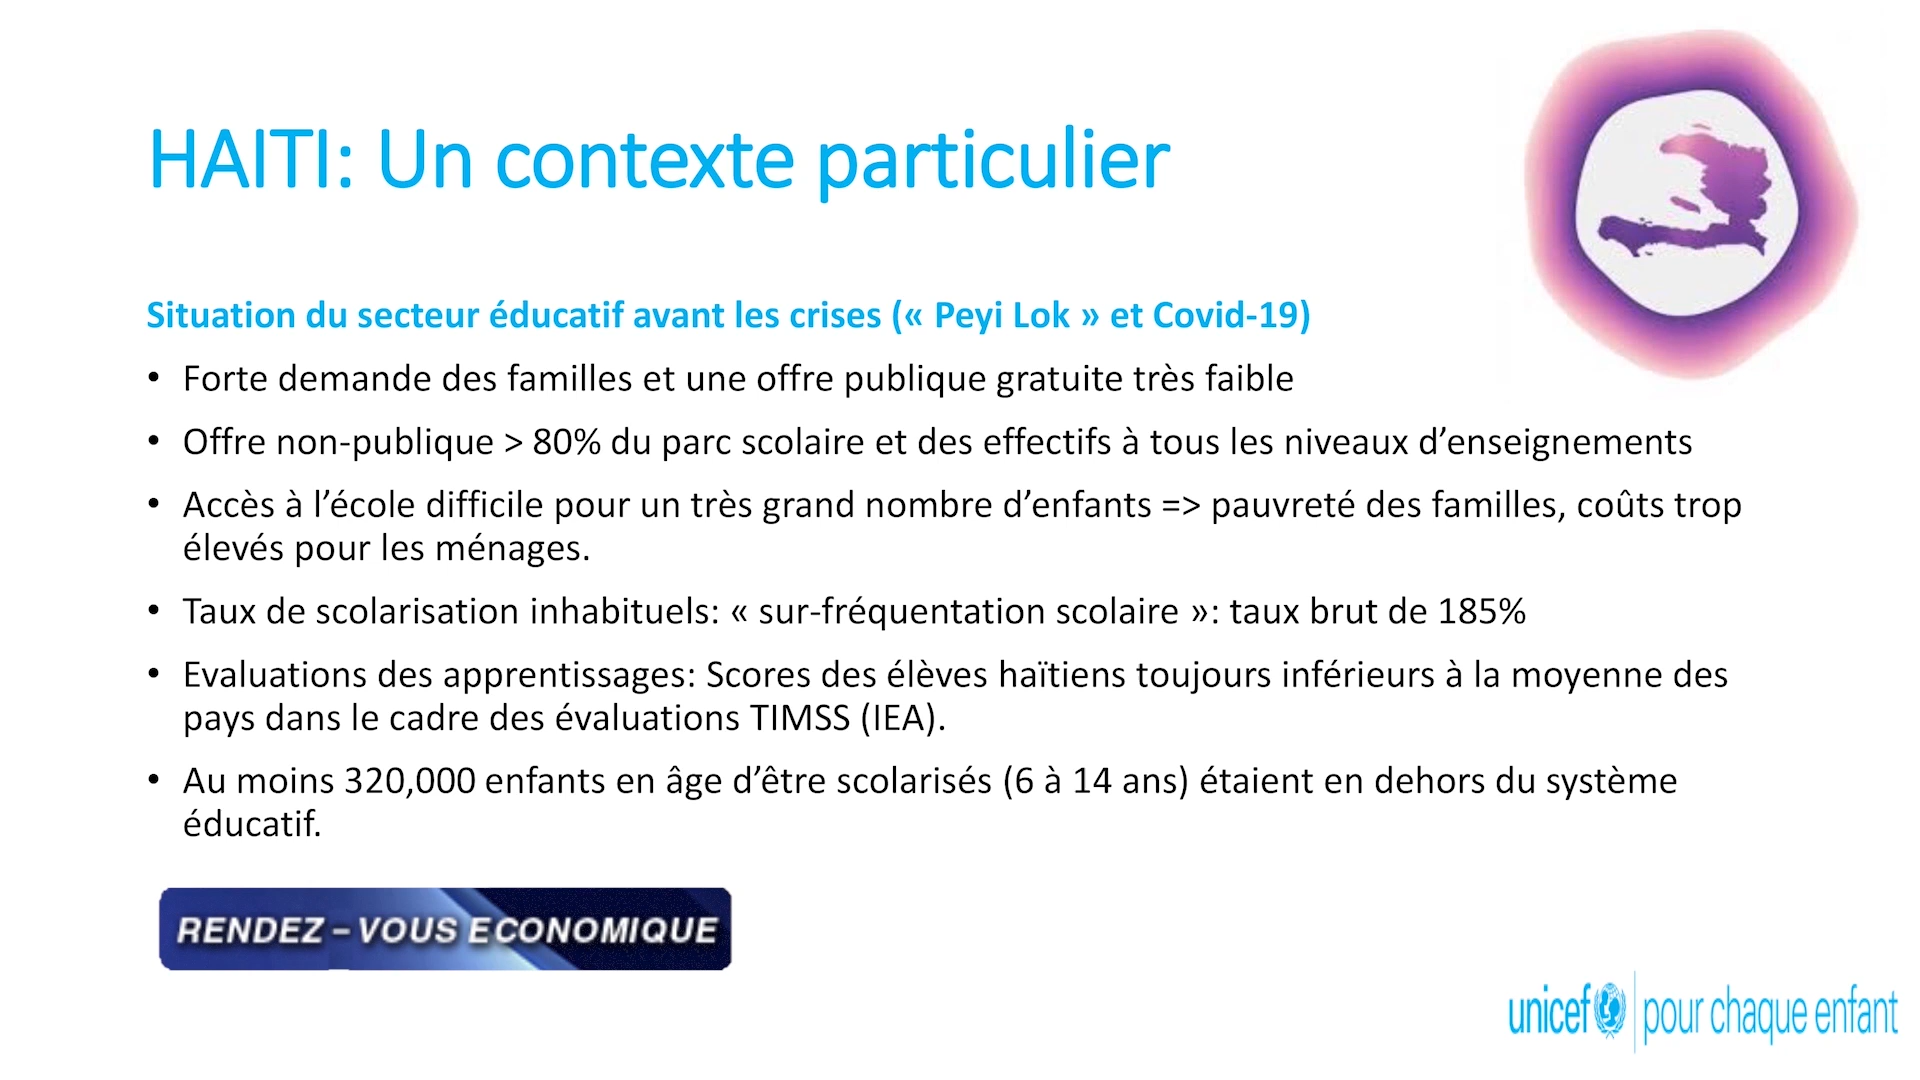 HAITI: Un contexte particulier
Situation du secteur éducatif avant les crises (« Peyi Lok » et Covid-19)
• Forte demande des familles et une offre publique gratuite très faible
• Offre non-publique > 80% du parc scolaire et des effectifs à tous les niveaux d’enseignements
• Accès à l’école difficile pour un très grand nombre d’enfants => pauvreté des familles, coûts trop
élevés pour les ménages.
• Taux de scolarisation inhabituels: « sur-fréquentation scolaire »: taux brut de 185%
• Evaluations des apprentissages: Scores des élèves haïtiens toujours inférieurs à la moyenne des
pays dans le cadre des évaluations TIMSS (IEA).
• Au moins 320,000 enfants en âge d’être scolarisés (6 à 14 ans) étaient en dehors du système
éducatif.
RENDEZ – VOUS ECONOMIQUE
unicef | pour chaque enfant